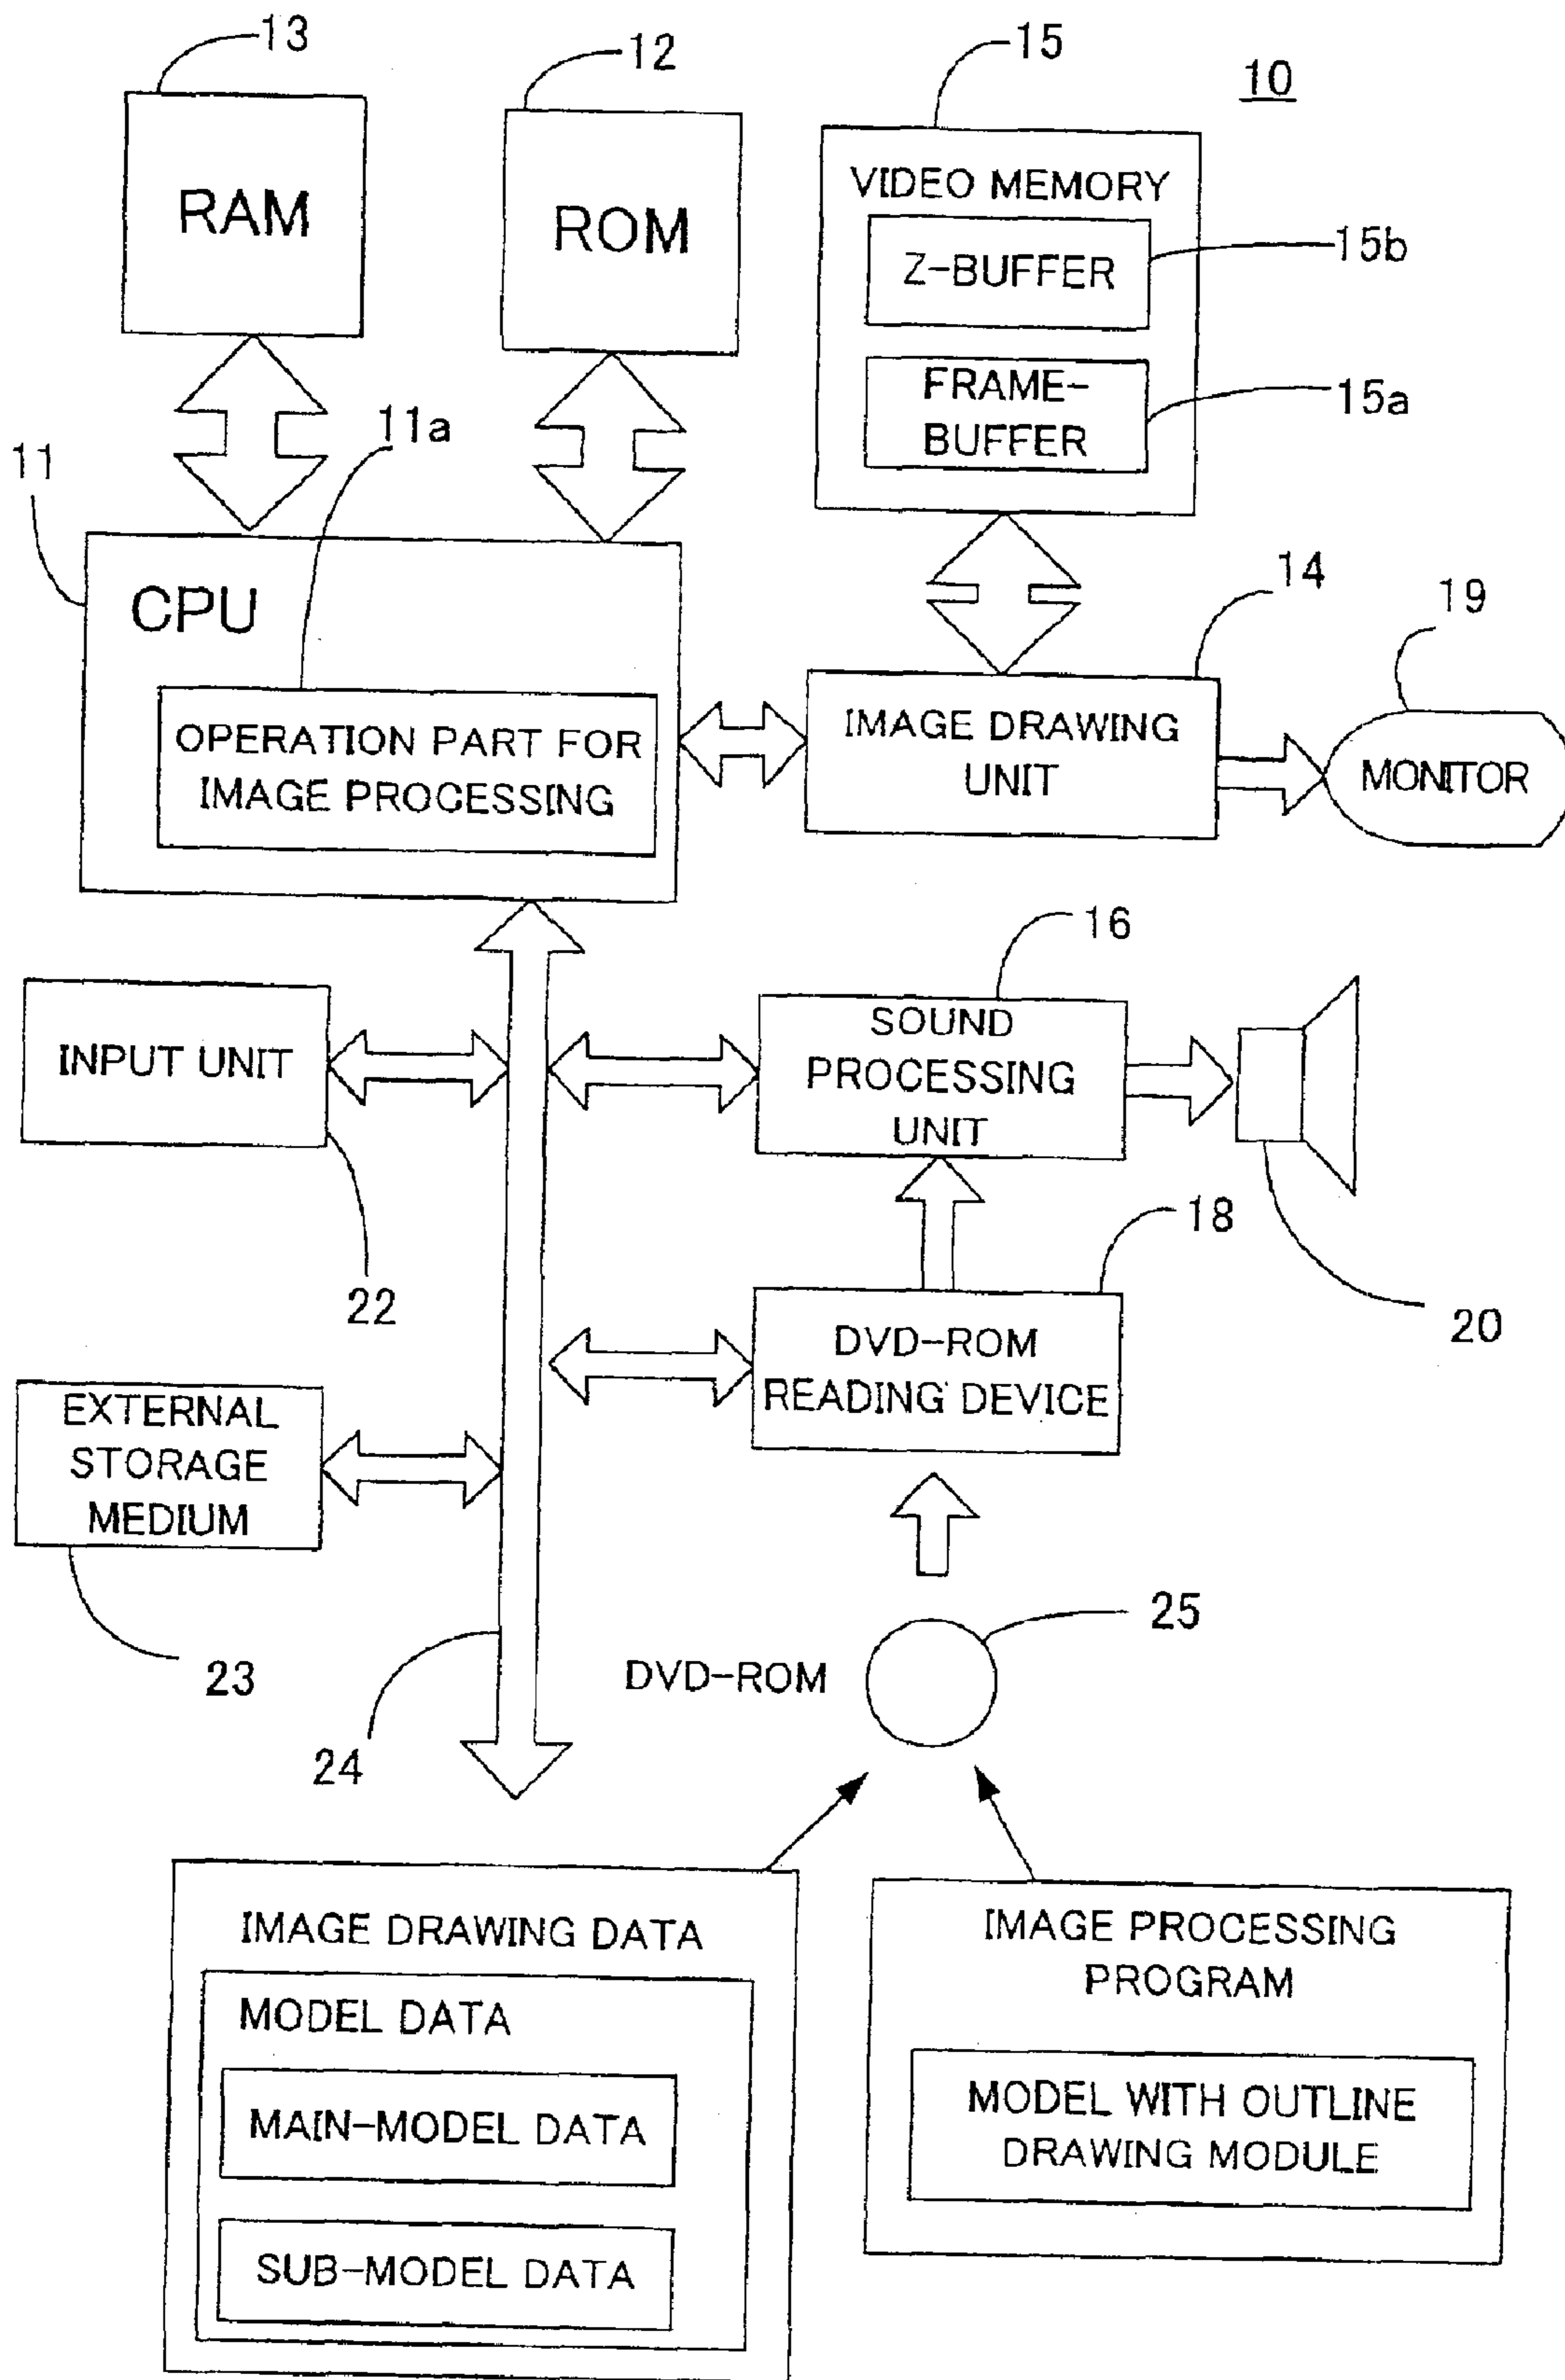 13
12
15
10
RAM
ROM
VIDEO MEMORY
Z-BUFFER
15b
FRAME-
BUFFER
15a
11a
11
CPU
OPERATION PART FOR
IMAGE PROCESSING
14
IMAGE DRAWING
UNIT
19
MONITOR
16
INPUT UNIT
22
SOUND
PROCESSING
UNIT
20
18
DVD-ROM
READING DEVICE
EXTERNAL
STORAGE
MEDIUM
23
24
DVD-ROM
25
IMAGE DRAWING DATA
MODEL DATA
MAIN-MODEL DATA
SUB-MODEL DATA
IMAGE PROCESSING
PROGRAM
MODEL WITH OUTLINE
DRAWING MODULE